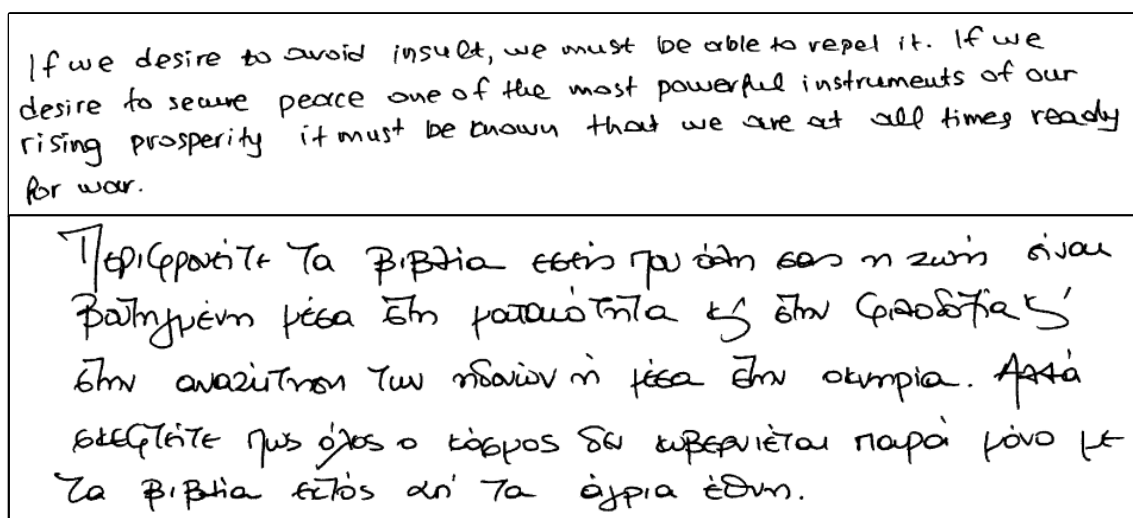 If we desire to avoid insult, we must be able to repel it. If we
desire to secure peace one of the most powerful instruments of our
rising prosperity it must be known that we are at all times ready
for war.
Περιφρονείτε τα βιβλία εσείς που όλη σας η ζωή είναι
βουτηγμένη μέσα στη ματαιότητα κ' στην φιλοδοξία κ'
στην αναζήτηση των ηδονών ή μέσα στην οκνηρία. Αλλά
σκεφτείτε πως όλος ο κόσμος δεν κυβερνιέται παρά μόνο με
τα βιβλία εκτός απ' τα άγρια έθνη.